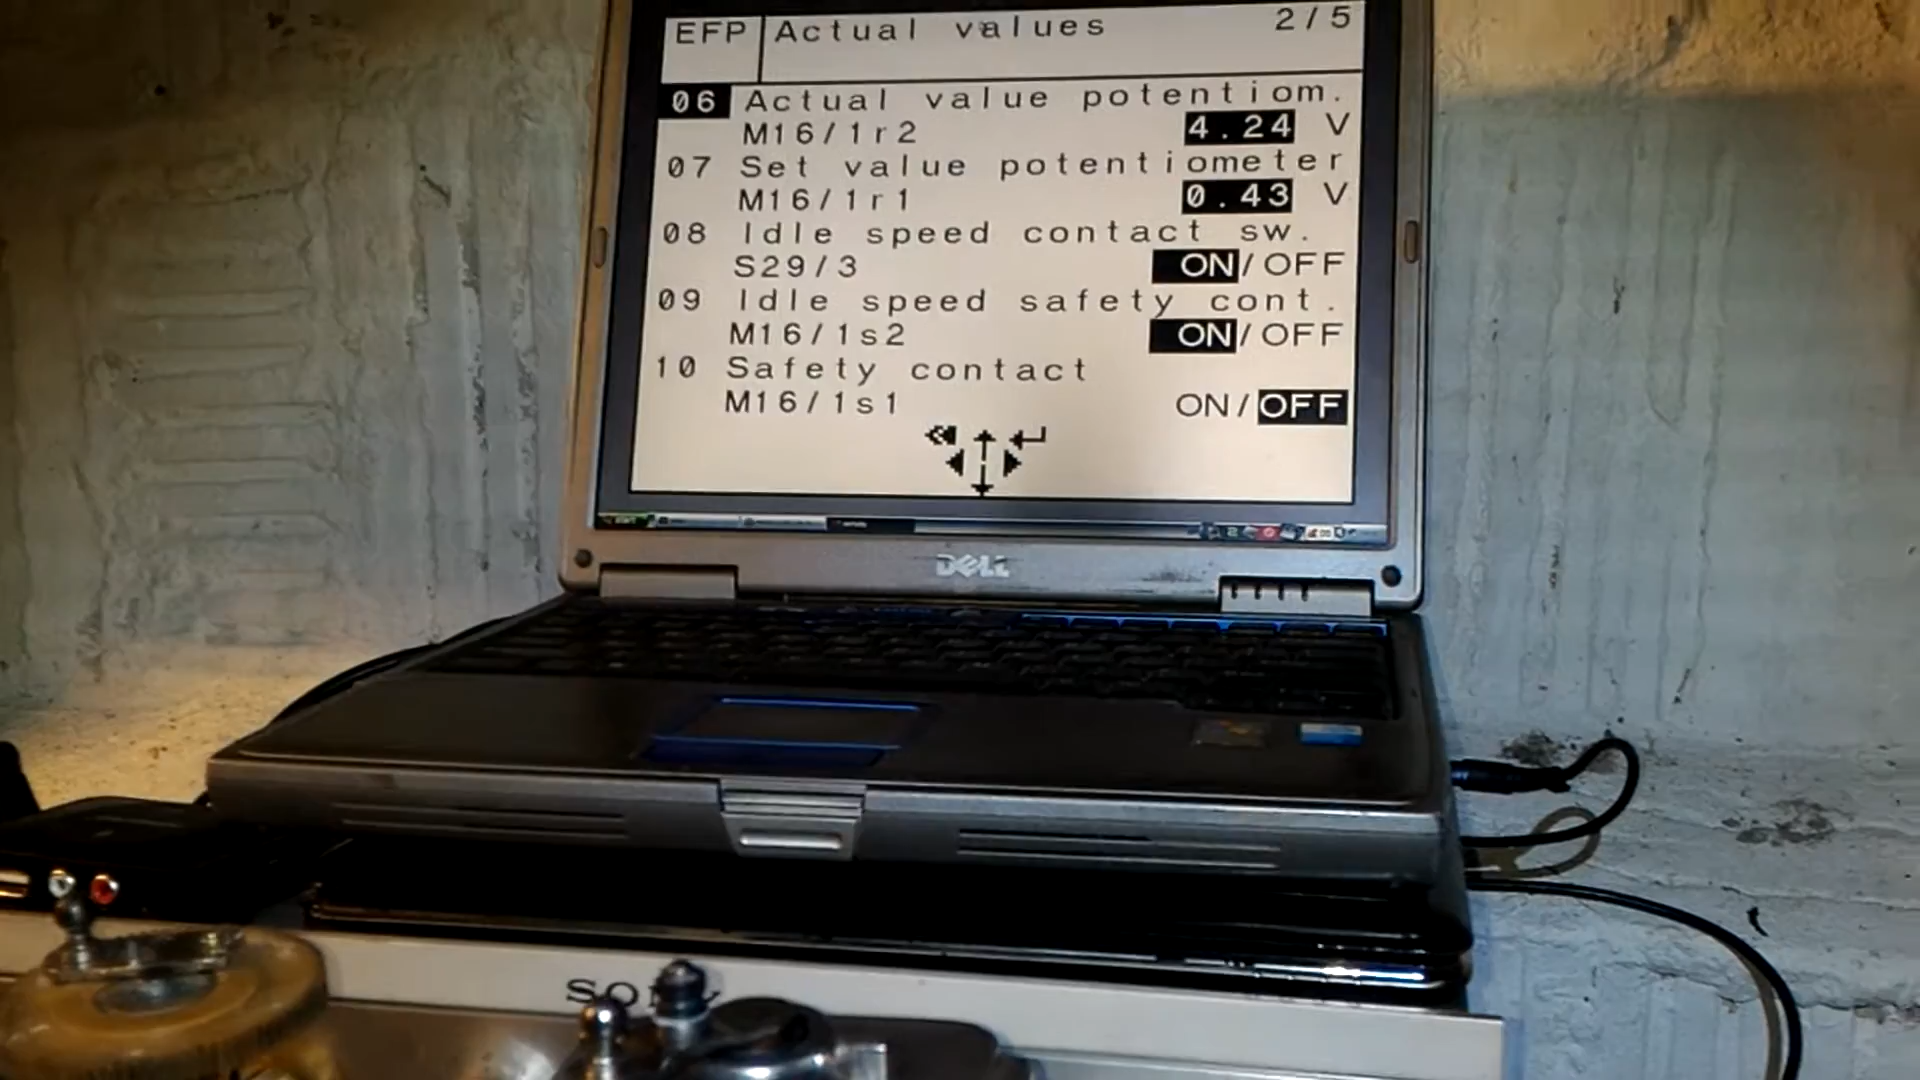 EFP Actual values 2/5
06 Actual value potentiom.
M16/1r2 4.24 V
07 Set value potentiometer
M16/1r1 0.43 V
08 Idle speed contact sw.
S29/3 ON/OFF
09 Idle speed safety cont.
M16/1s2 ON/OFF
10 Safety contact
M16/1s1 ON/OFF
DELL